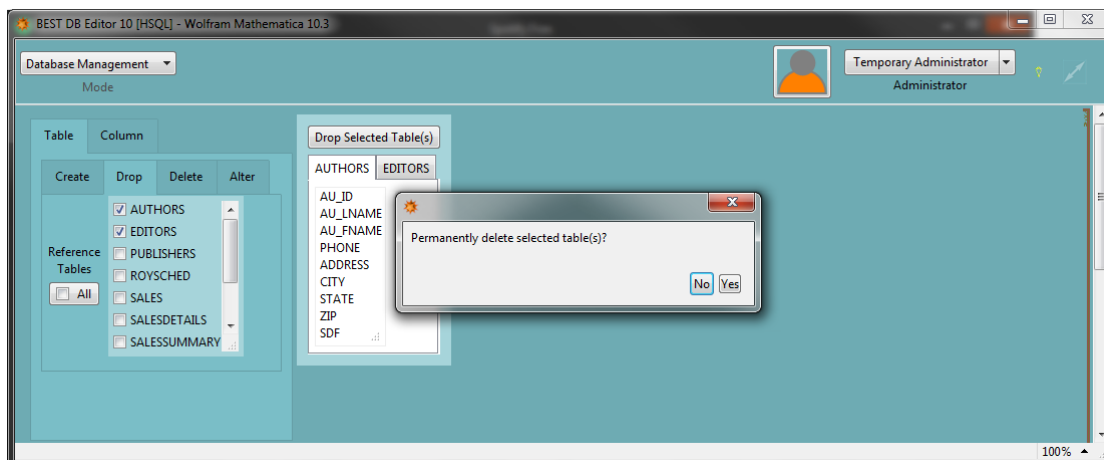 BEST DB Editor 10 [HSQL] - Wolfram Mathematica 10.3
Database Management
Mode
Temporary Administrator
Administrator
Table Column
Create Drop Delete Alter
Reference Tables
All
AUTHORS
EDITORS
PUBLISHERS
ROYSCHED
SALES
SALESDETAILS
SALESSUMMARY
Drop Selected Table(s)
AUTHORS EDITORS
AU_ID
AU_LNAME
AU_FNAME
PHONE
ADDRESS
CITY
STATE
ZIP
SDF
Permanently delete selected table(s)?
No Yes
100%